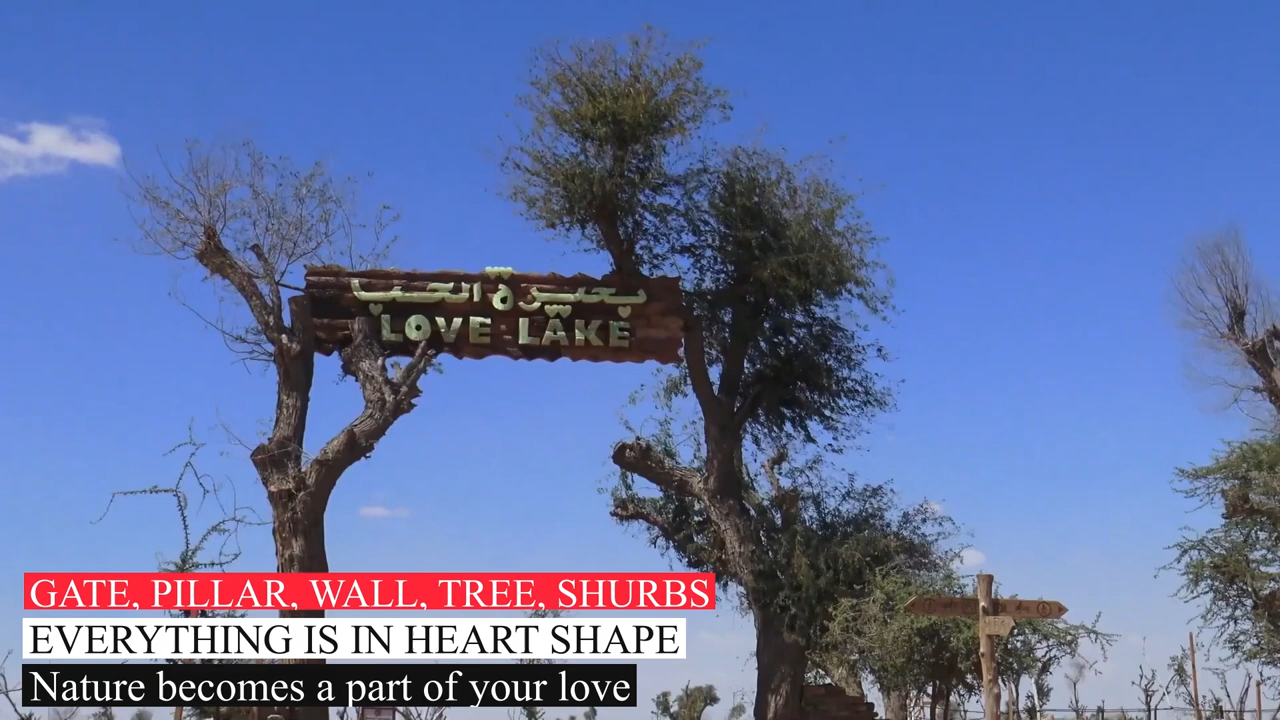 بحيرة الحب
LOVE LAKE
GATE, PILLAR, WALL, TREE, SHURBS
EVERYTHING IS IN HEART SHAPE
Nature becomes a part of your love